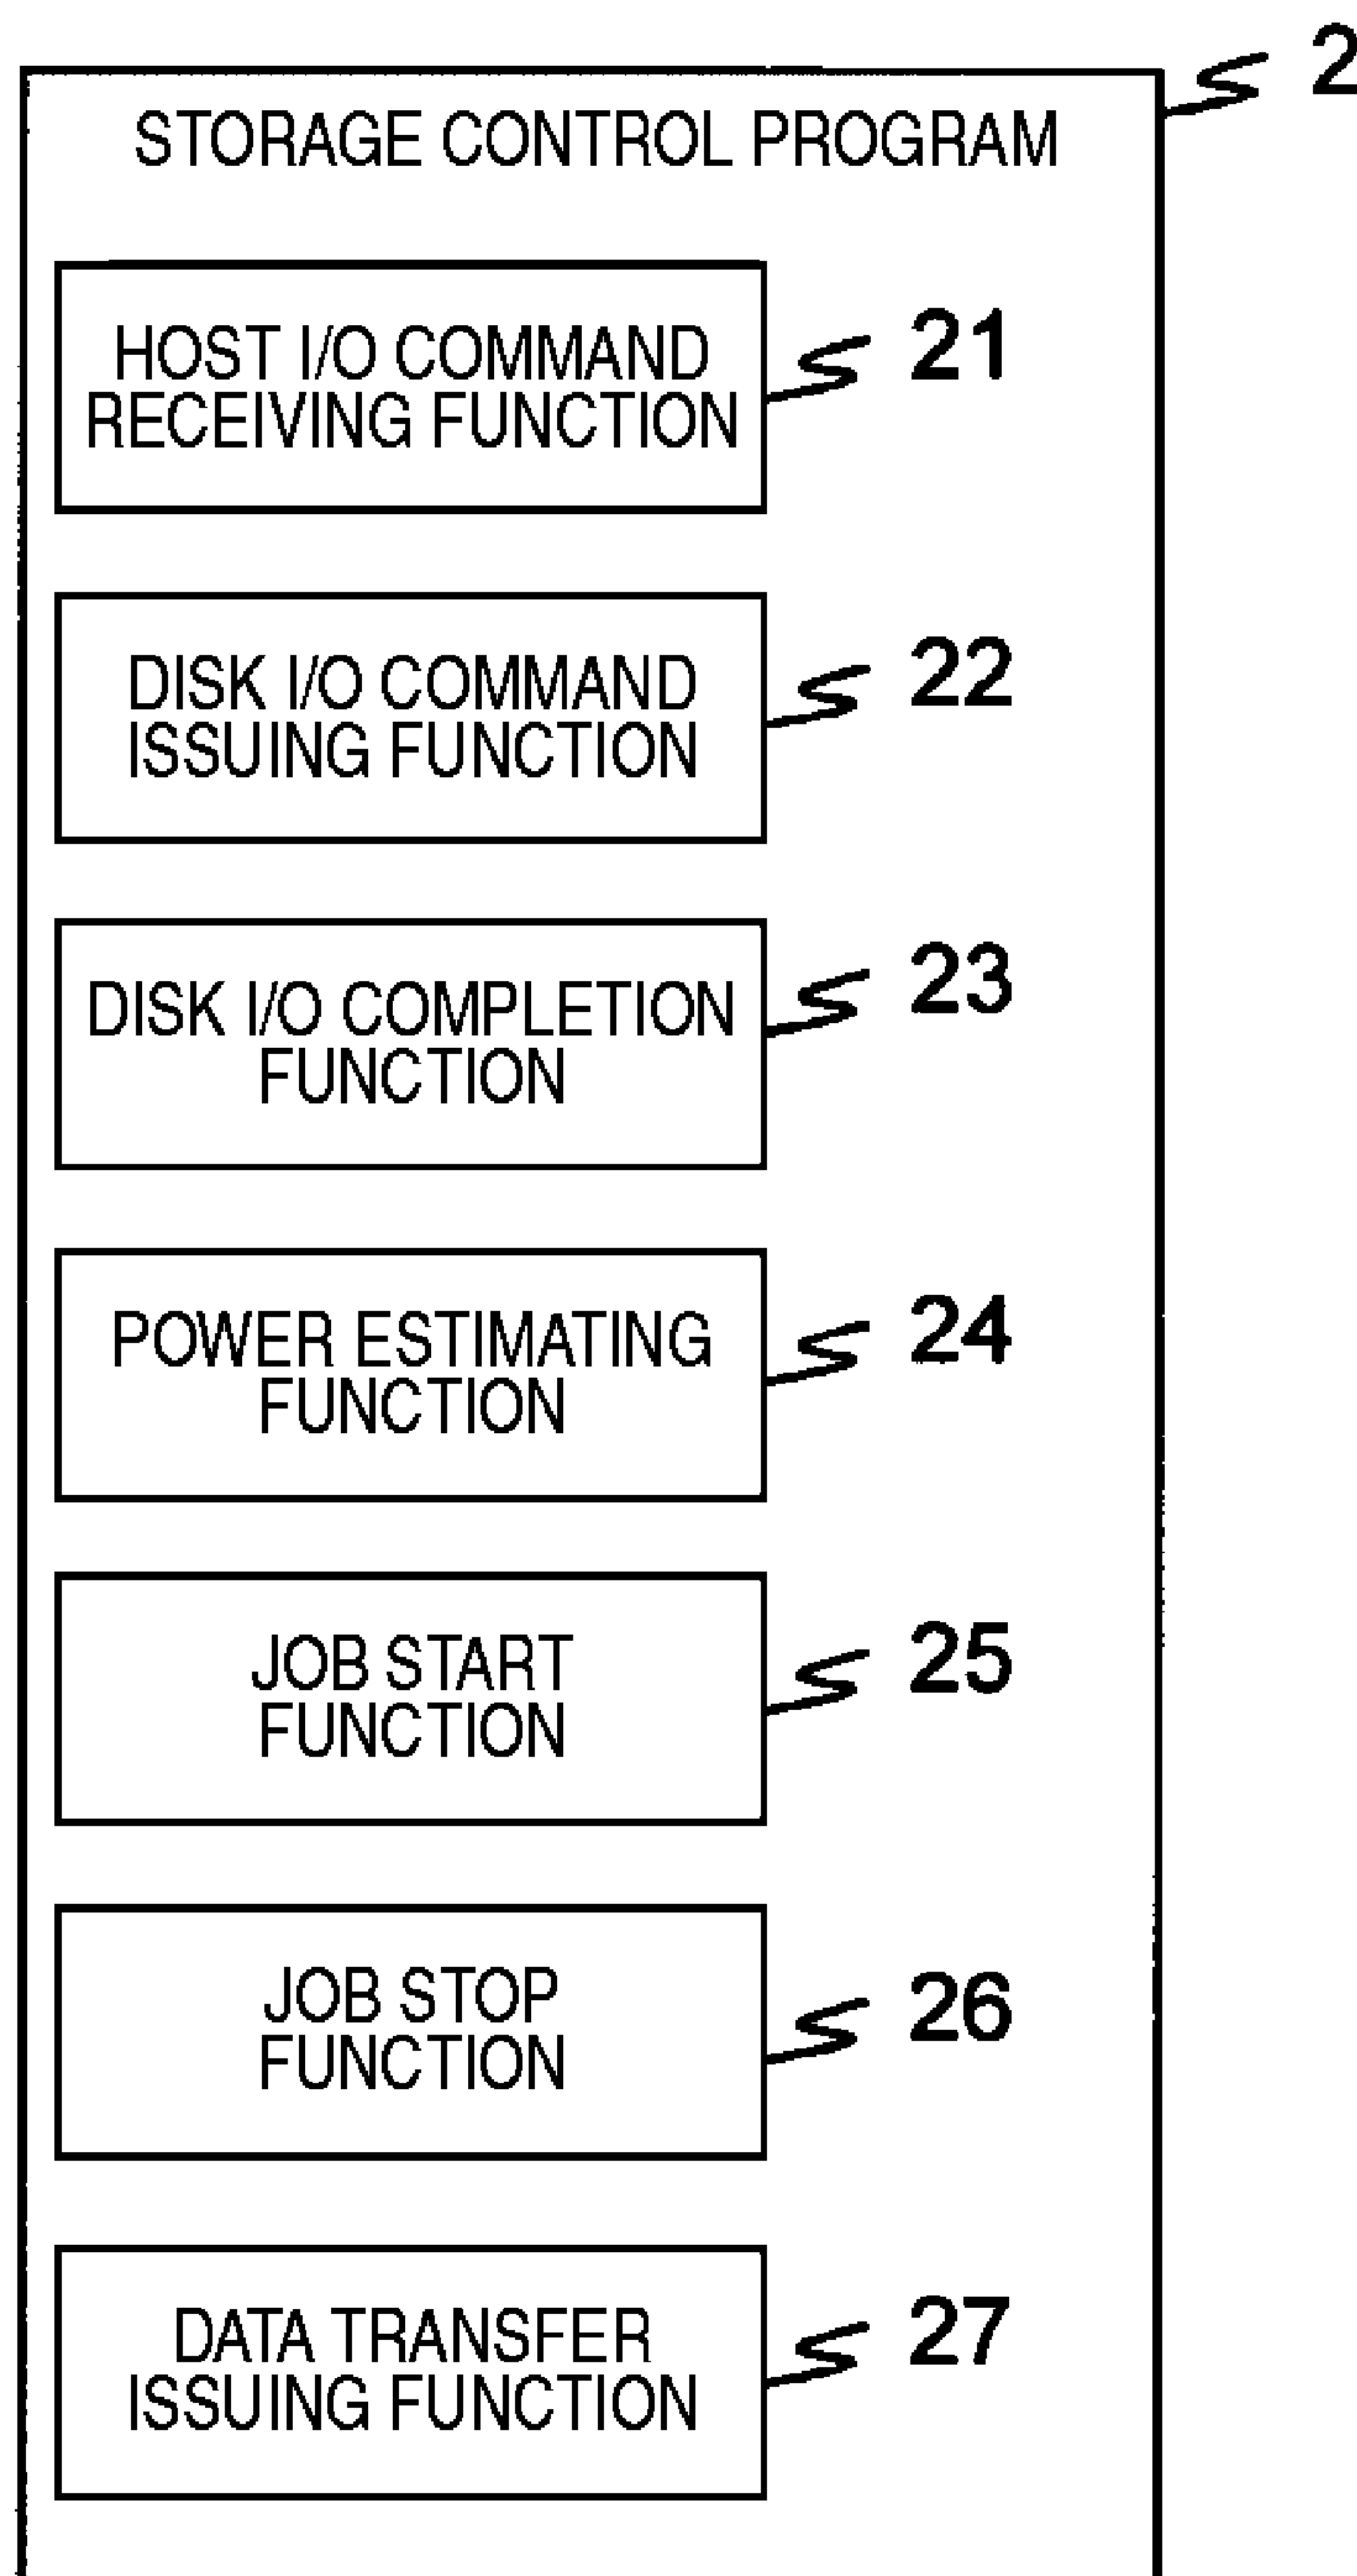 2
STORAGE CONTROL PROGRAM
HOST I/O COMMAND
RECEIVING FUNCTION
21
DISK I/O COMMAND
ISSUING FUNCTION
22
DISK I/O COMPLETION
FUNCTION
23
POWER ESTIMATING
FUNCTION
24
JOB START
FUNCTION
25
JOB STOP
FUNCTION
26
DATA TRANSFER
ISSUING FUNCTION
27